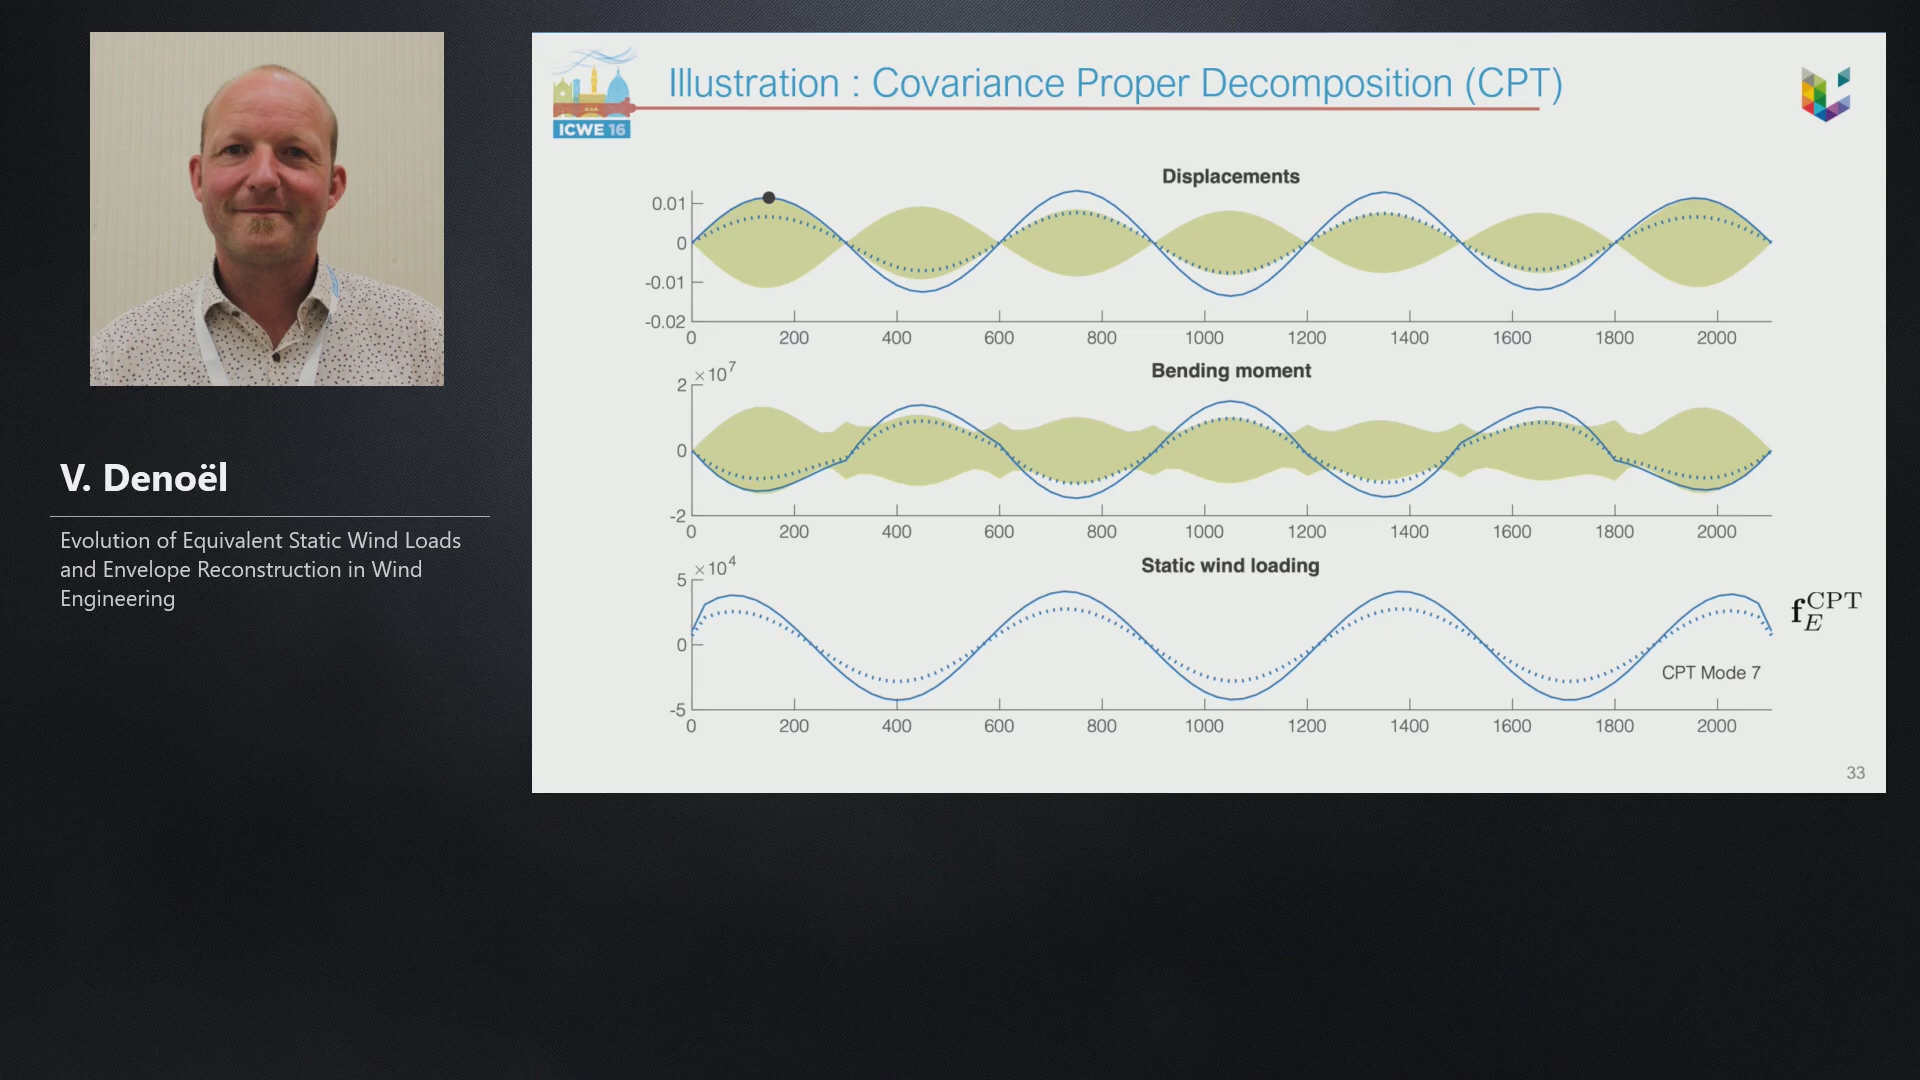 V. Denoël
Evolution of Equivalent Static Wind Loads
and Envelope Reconstruction in Wind
Engineering
ICWE 16
Illustration : Covariance Proper Decomposition (CPT)
Displacements
0.01
0
-0.01
-0.02
0 200 400 600 800 1000 1200 1400 1600 1800 2000
Bending moment
×10⁷
2
0
-2
0 200 400 600 800 1000 1200 1400 1600 1800 2000
Static wind loading
×10⁴
5
0
-5
0 200 400 600 800 1000 1200 1400 1600 1800 2000
CPT Mode 7
f_E^CPT
33